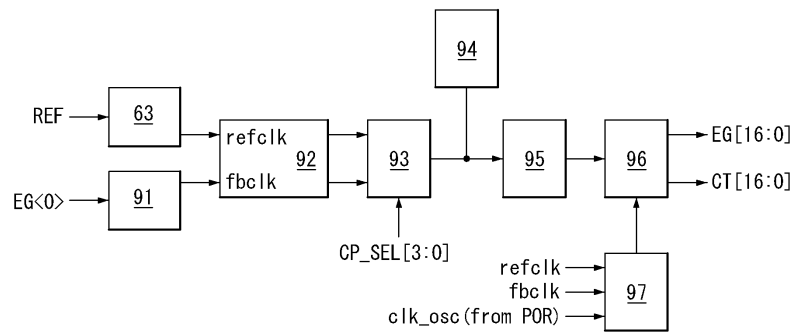 94
REF
63
refclk
92
fbclk
93
95
96
EG[16:0]
CT[16:0]
EG<0>
91
CP_SEL[3:0]
refclk
fbclk
clk_osc(from POR)
97